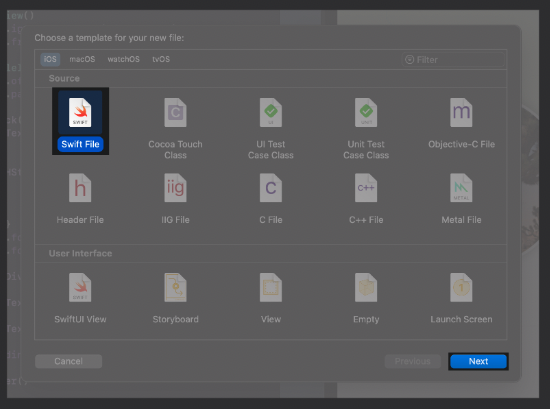 Choose a template for your new file:
iOS macOS watchOS tvOS Filter
Source
SWIFT
Swift File
Cocoa Touch
Class
UI Test
Case Class
Unit Test
Case Class
Objective-C File
Header File
IIG File
C File
C++ File
METAL
Metal File
User Interface
SWIFT
SwiftUI View
Storyboard
View
Empty
Launch Screen
Cancel
Previous
Next